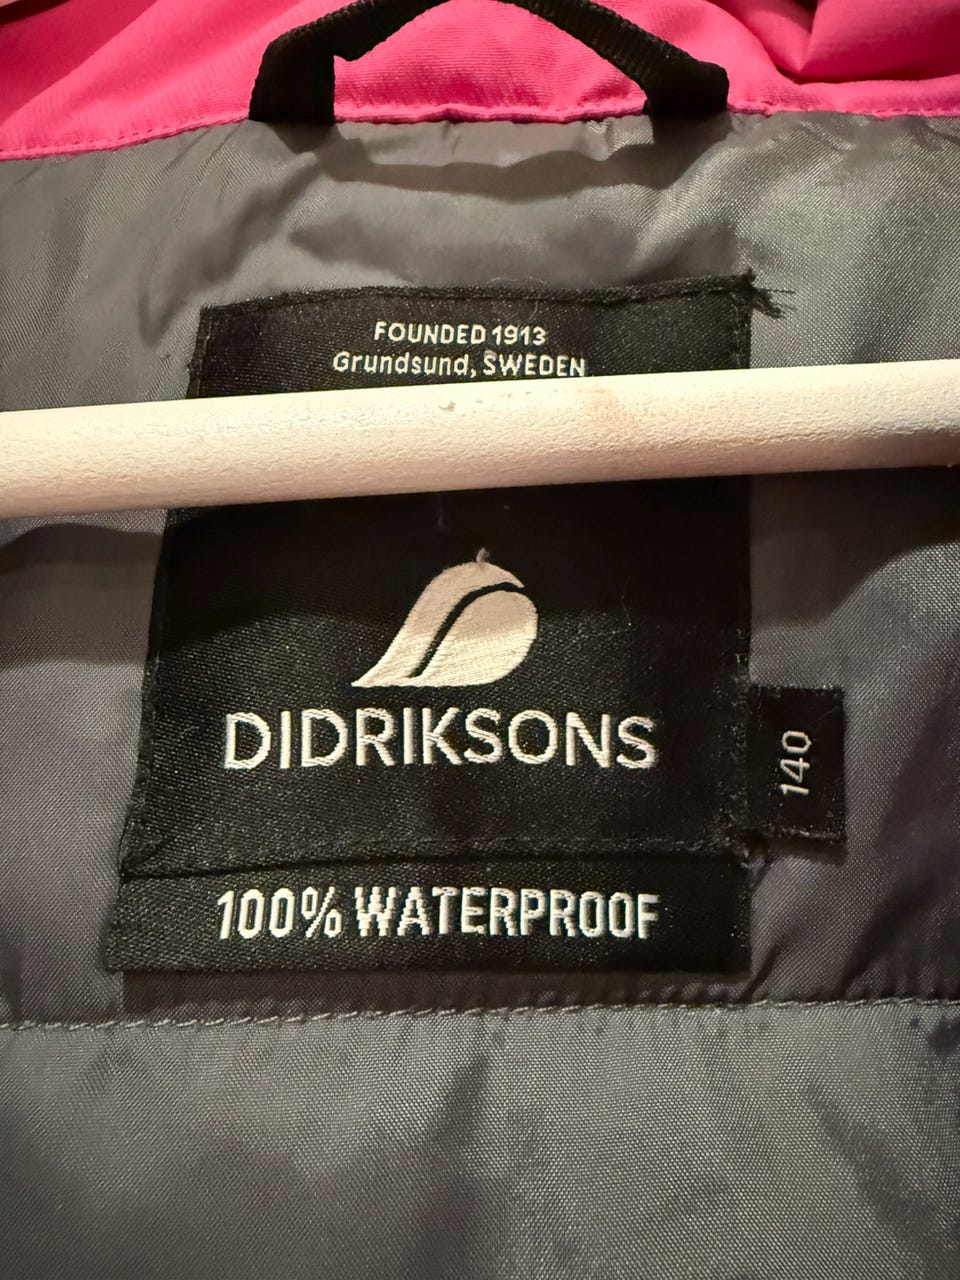 FOUNDED 1913
Grundsund, SWEDEN
DIDRIKSONS
140
100% WATERPROOF